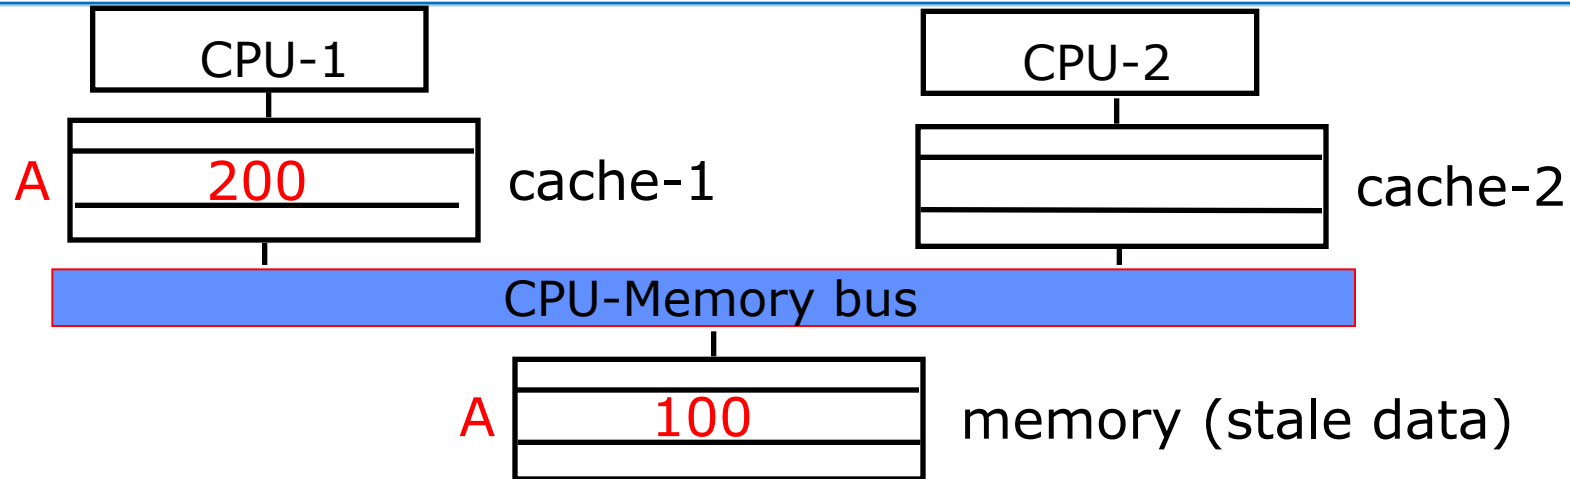 CPU-1
CPU-2
A
200
cache-1
cache-2
CPU-Memory bus
A
100
memory (stale data)